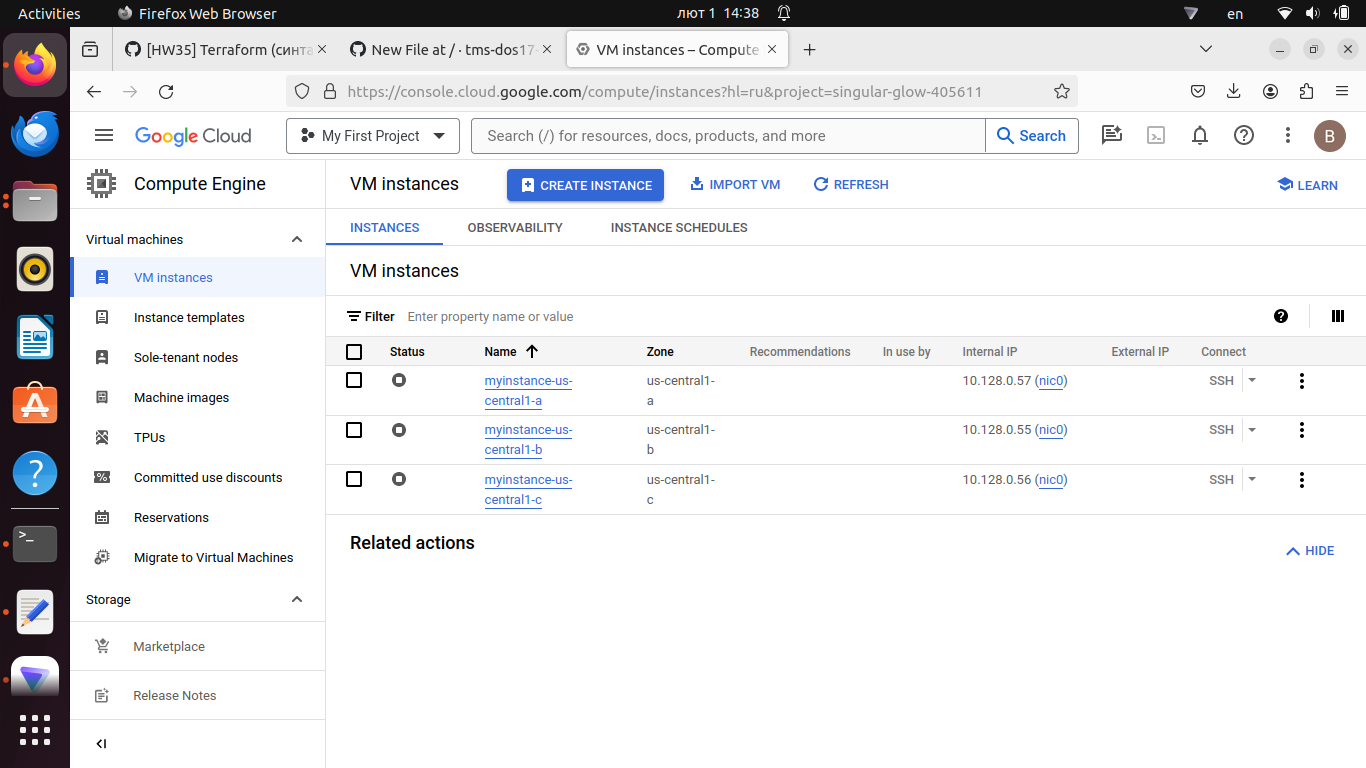 Activities
Firefox Web Browser
лют 1 14:38
en
[HW35] Terraform (синта
New File at / · tms-dos17-
VM instances – Compute
https://console.cloud.google.com/compute/instances?hl=ru&project=singular-glow-405611
Google Cloud
My First Project
Search (/) for resources, docs, products, and more
Search
B
Compute Engine
VM instances
CREATE INSTANCE
IMPORT VM
REFRESH
LEARN
Virtual machines
VM instances
Instance templates
Sole-tenant nodes
Machine images
TPUs
Committed use discounts
Reservations
Migrate to Virtual Machines
Storage
Marketplace
Release Notes
INSTANCES
OBSERVABILITY
INSTANCE SCHEDULES
VM instances
Filter
Enter property name or value
Status
Name
Zone
Recommendations
In use by
Internal IP
External IP
Connect
myinstance-us-
central1-a
us-central1-
a
10.128.0.57 (nic0)
SSH
myinstance-us-
central1-b
us-central1-
b
10.128.0.55 (nic0)
SSH
myinstance-us-
central1-c
us-central1-
c
10.128.0.56 (nic0)
SSH
Related actions
HIDE